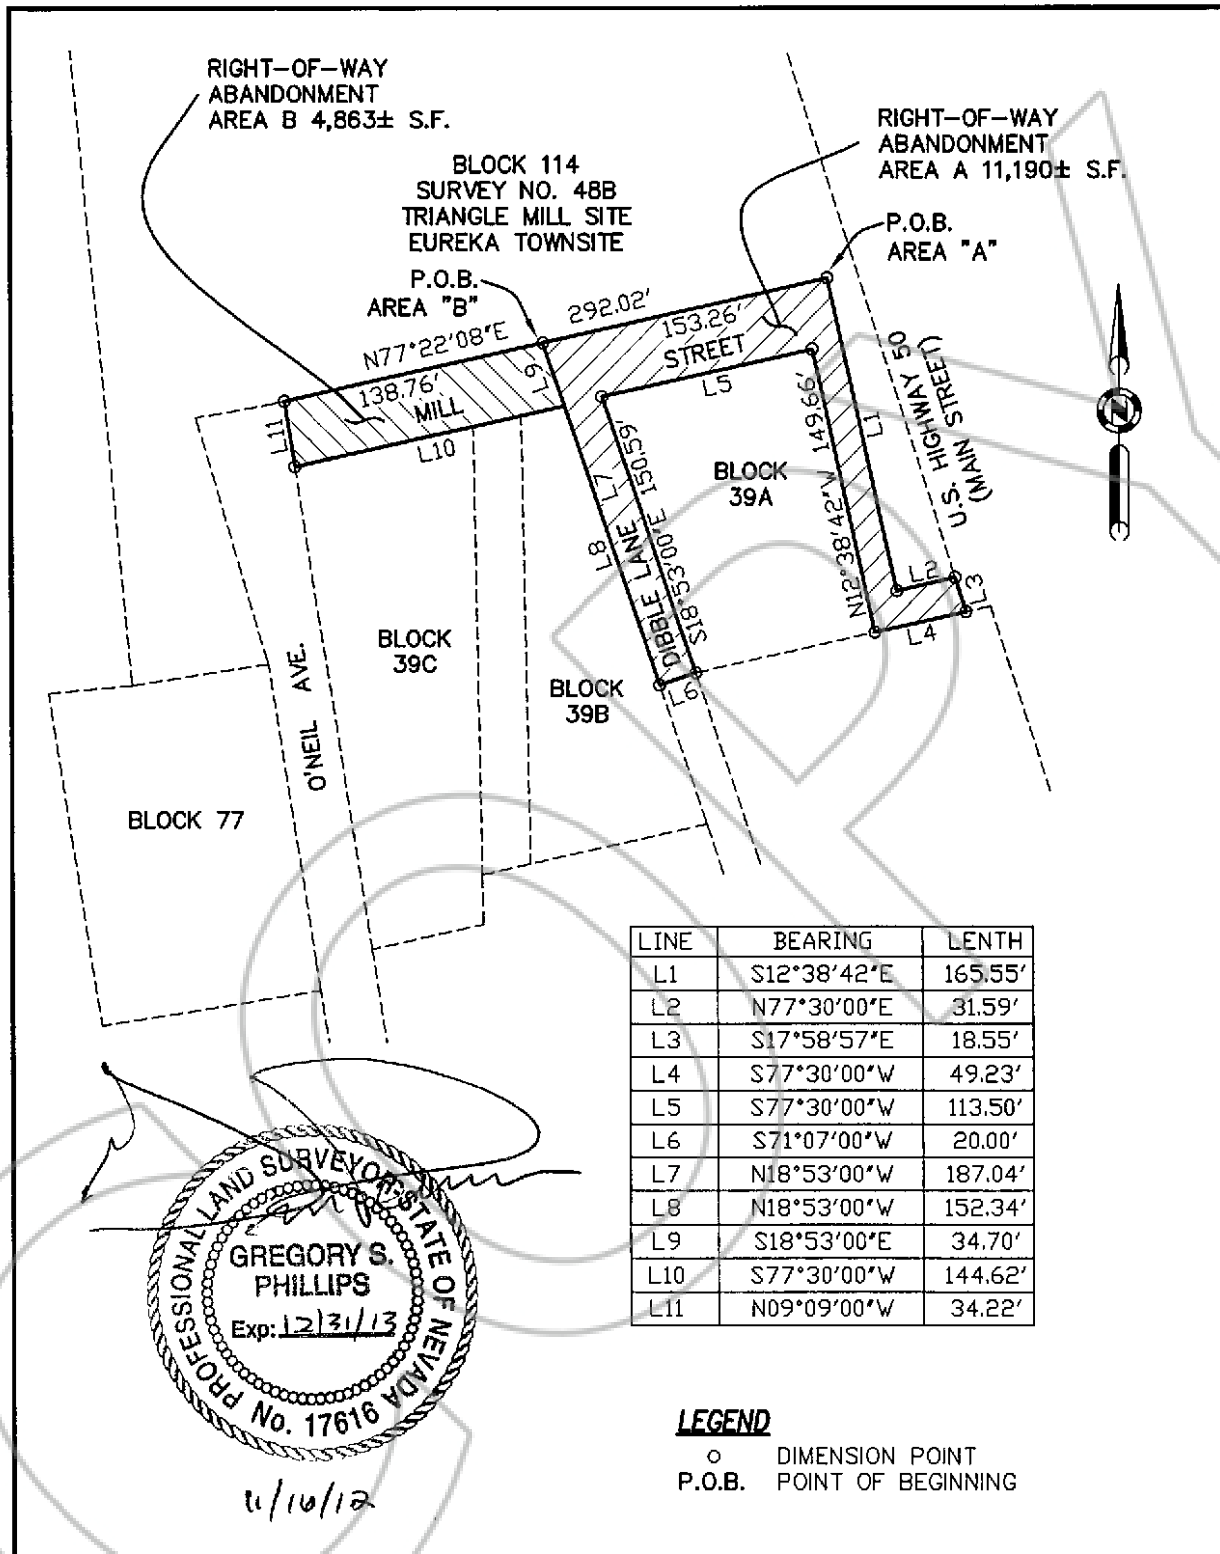 RIGHT-OF-WAY
ABANDONMENT
AREA B 4,863± S.F.
BLOCK 114
SURVEY NO. 48B
TRIANGLE MILL SITE
EUREKA TOWNSITE
RIGHT-OF-WAY
ABANDONMENT
AREA A 11,190± S.F.
P.O.B.
AREA "A"
P.O.B.
AREA "B"
292.02'
153.26'
STREET
N77°22'08"E
138.76'
MILL
L9
L5
L11
L10
L1
U.S. HIGHWAY 50
(MAIN STREET)
N12°38'42"W 149.66'
BLOCK
39A
L7
L8
DIBBLE LANE
S18°53'00"E 150.59'
L2
L3
L4
L6
N
O'NEIL AVE.
BLOCK
39C
BLOCK
39B
BLOCK 77
LINE BEARING LENTH
L1 S12°38'42"E 165.55'
L2 N77°30'00"E 31.59'
L3 S17°58'57"E 18.55'
L4 S77°30'00"W 49.23'
L5 S77°30'00"W 113.50'
L6 S71°07'00"W 20.00'
L7 N18°53'00"W 187.04'
L8 N18°53'00"W 152.34'
L9 S18°53'00"E 34.70'
L10 S77°30'00"W 144.62'
L11 N09°09'00"W 34.22'
PROFESSIONAL LAND SURVEYOR-STATE OF NEVADA
GREGORY S.
PHILLIPS
Exp: 12/31/13
No. 17616
11/16/12
LEGEND
DIMENSION POINT
P.O.B. POINT OF BEGINNING